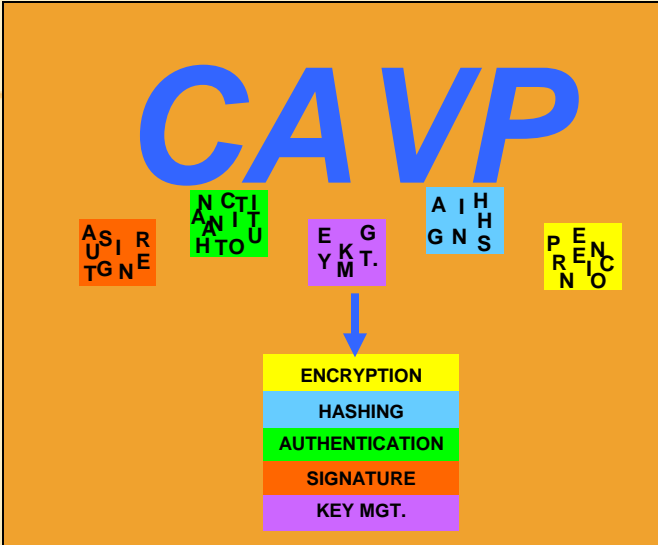 CAVP
A S I R
U E
T G N
N C T I
A N I T
A U
H T O
E G
Y K T.
M
A I H
H
G N S
P E N
R E I C
N O
ENCRYPTION
HASHING
AUTHENTICATION
SIGNATURE
KEY MGT.